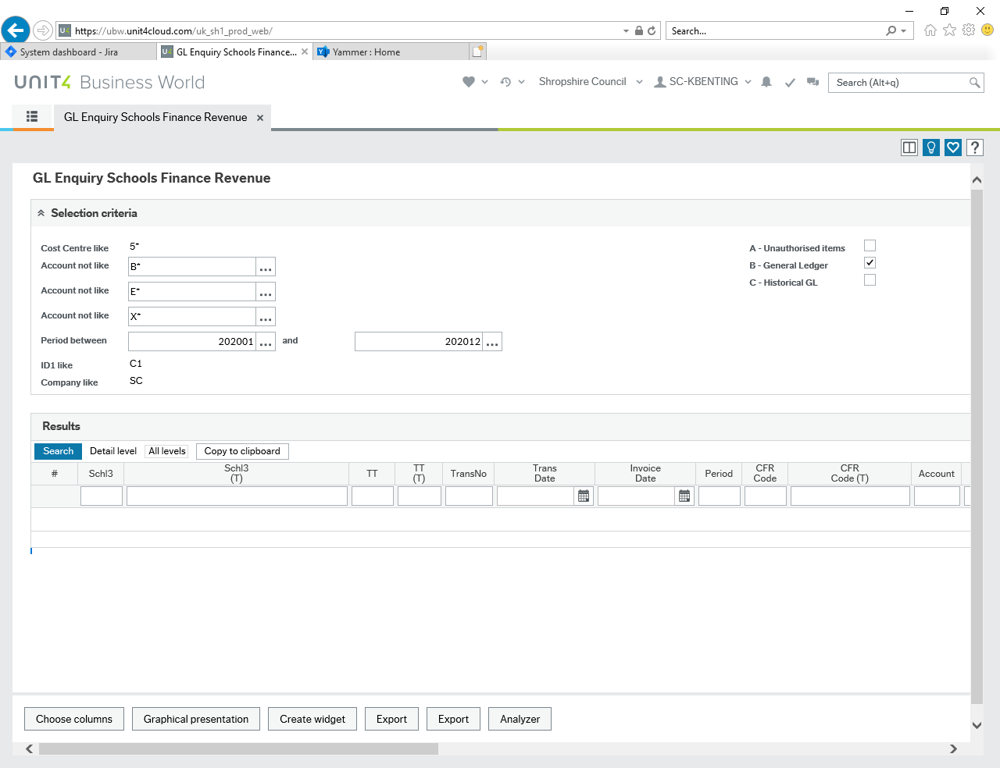 https://ubw.unit4cloud.com/uk_sh1_prod_web/
Search...
System dashboard - Jira
GL Enquiry Schools Finance...
Yammer : Home
UNIT4 Business World
Shropshire Council
SC-KBENTING
Search (Alt+q)
GL Enquiry Schools Finance Revenue
GL Enquiry Schools Finance Revenue
Selection criteria
Cost Centre like 5*
A - Unauthorised items
Account not like B* ...
B - General Ledger
C - Historical GL
Account not like E* ...
Account not like X* ...
Period between 202001 ... and 202012 ...
ID1 like C1
Company like SC
Results
Search Detail level All levels Copy to clipboard
# Schl3 Schl3 (T) TT TT (T) TransNo Trans Date Invoice Date Period CFR Code CFR Code (T) Account
Choose columns Graphical presentation Create widget Export Export Analyzer